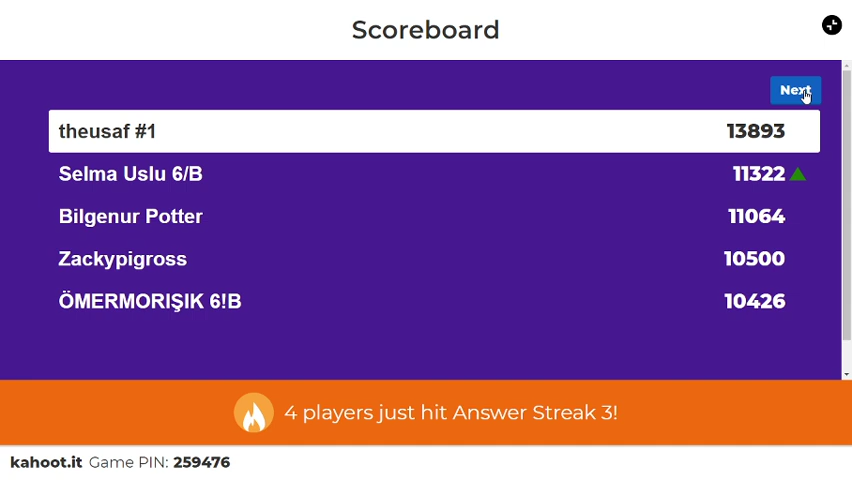 Scoreboard
Next
theusaf #1 13893
Selma Uslu 6/B 11322
Bilgenur Potter 11064
Zackypigross 10500
ÖMERMORIŞIK 6!B 10426
4 players just hit Answer Streak 3!
kahoot.it Game PIN: 259476